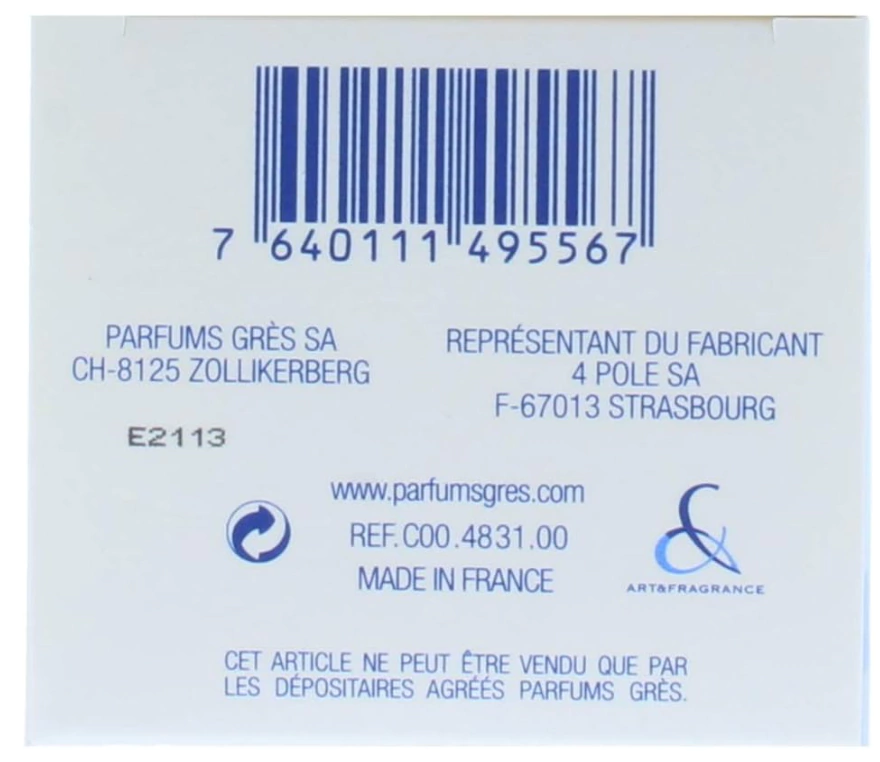 7 640111 495567
PARFUMS GRÈS SA
CH-8125 ZOLLIKERBERG
REPRÉSENTANT DU FABRICANT
4 POLE SA
F-67013 STRASBOURG
E2113
www.parfumsgres.com
REF.C00.4831.00
MADE IN FRANCE
ART&FRAGRANCE
CET ARTICLE NE PEUT ÊTRE VENDU QUE PAR
LES DÉPOSITAIRES AGRÉÉS PARFUMS GRÈS.